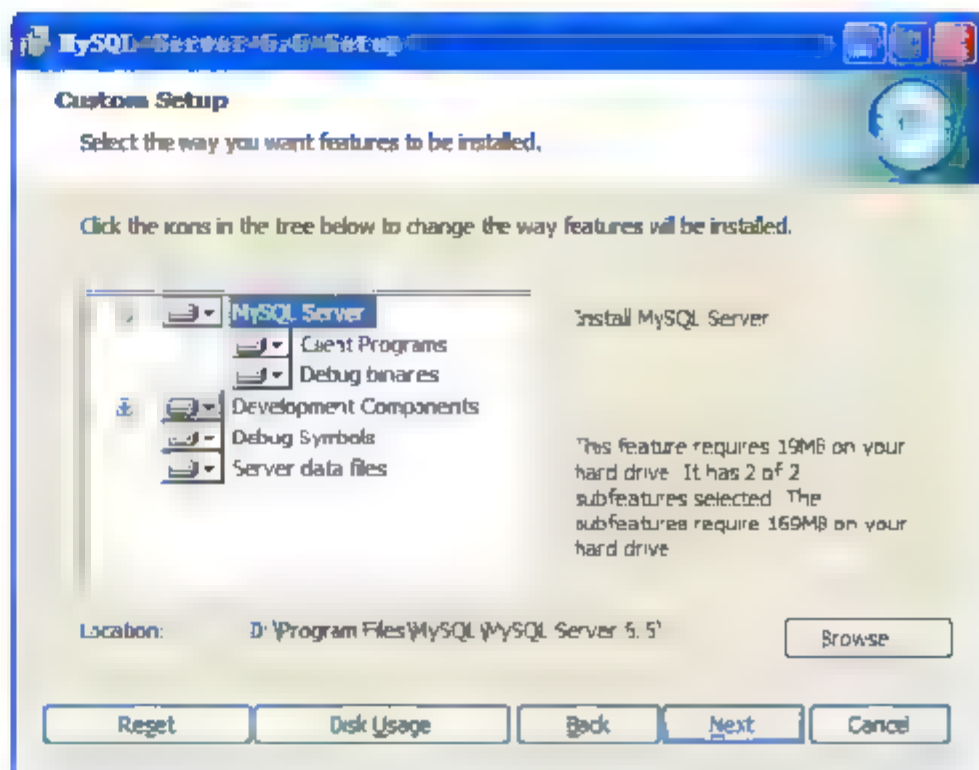 MySQL Server Setup
Custom Setup
Select the way you want features to be installed.
Click the icons in the tree below to change the way features will be installed.
MySQL Server
Client Programs
Debug binaries
Development Components
Debug Symbols
Server data files
Install MySQL Server
This feature requires 19MB on your
hard drive. It has 2 of 2
subfeatures selected. The
subfeatures require 169MB on your
hard drive.
Location:
D:\Program Files\MySQL\MySQL Server 5.5\
Browse
Reset
Disk Usage
Back
Next
Cancel